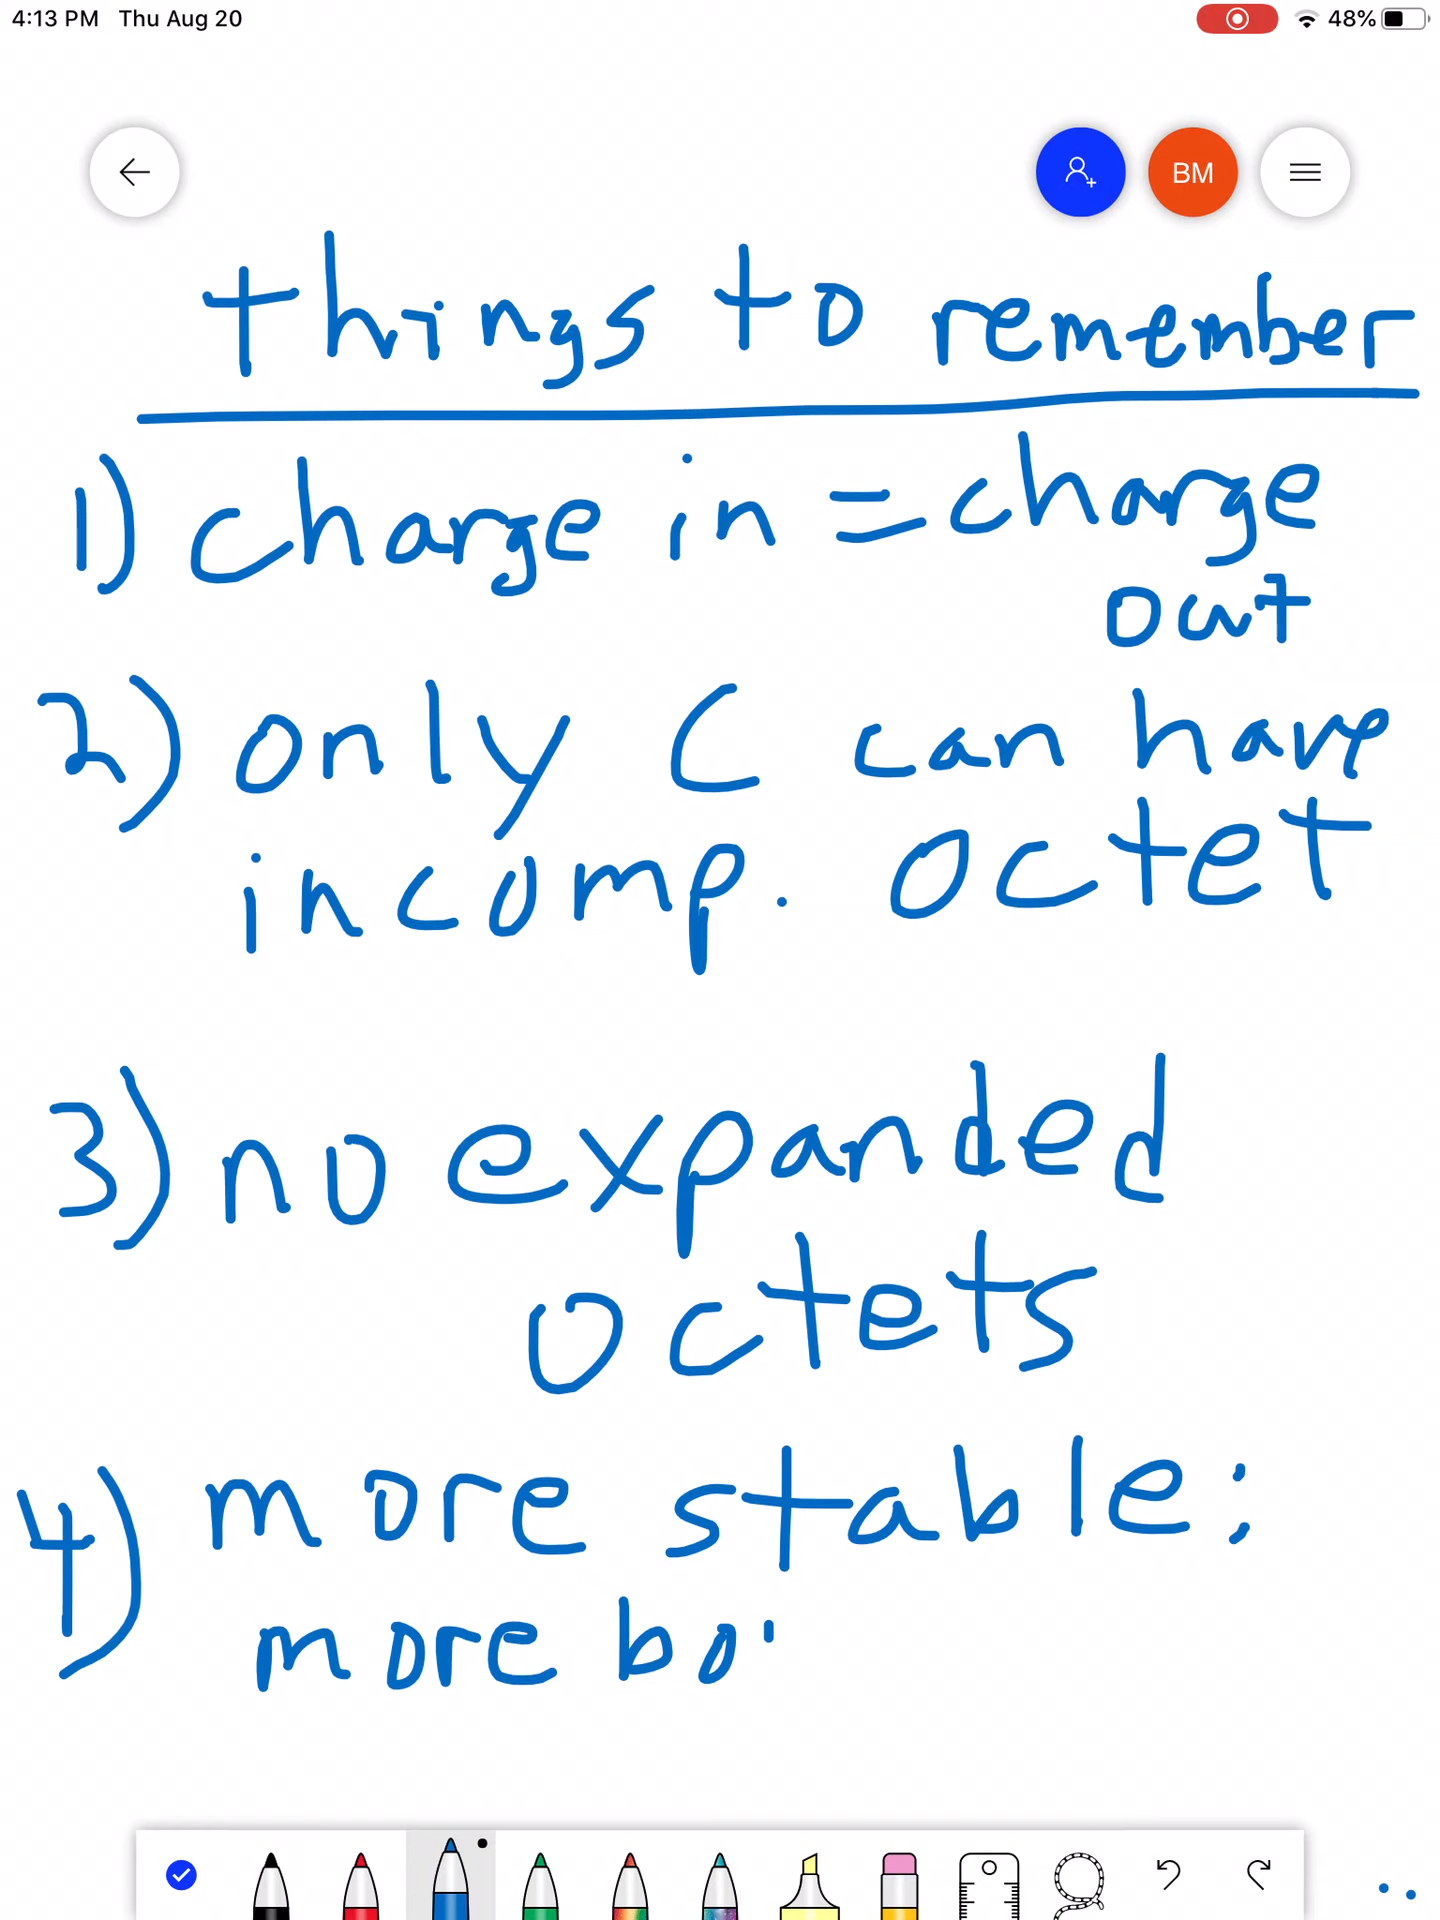 4:13 PM Thu Aug 20
48%
BM
things to remember
1) charge in = charge
out
2) only C can have
incomp. octet
3) no expanded
octets
4) more stable:
more bo